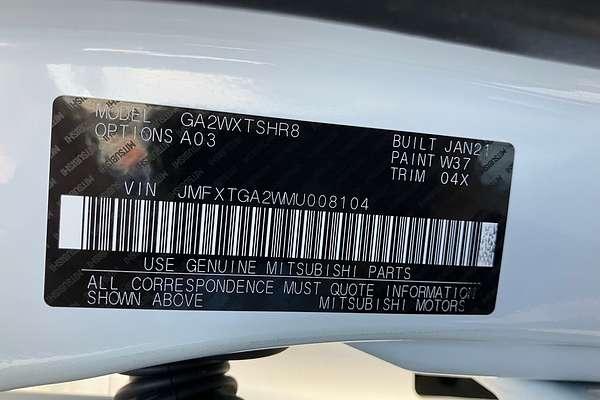 MODEL GA2WXTSHR8
OPTIONS A03 BUILT JAN21
PAINT W37
TRIM 04X
VIN JMFXTGA2WMU008104
USE GENUINE MITSUBISHI PARTS
ALL CORRESPONDENCE MUST QUOTE INFORMATION
SHOWN ABOVE MITSUBISHI MOTORS